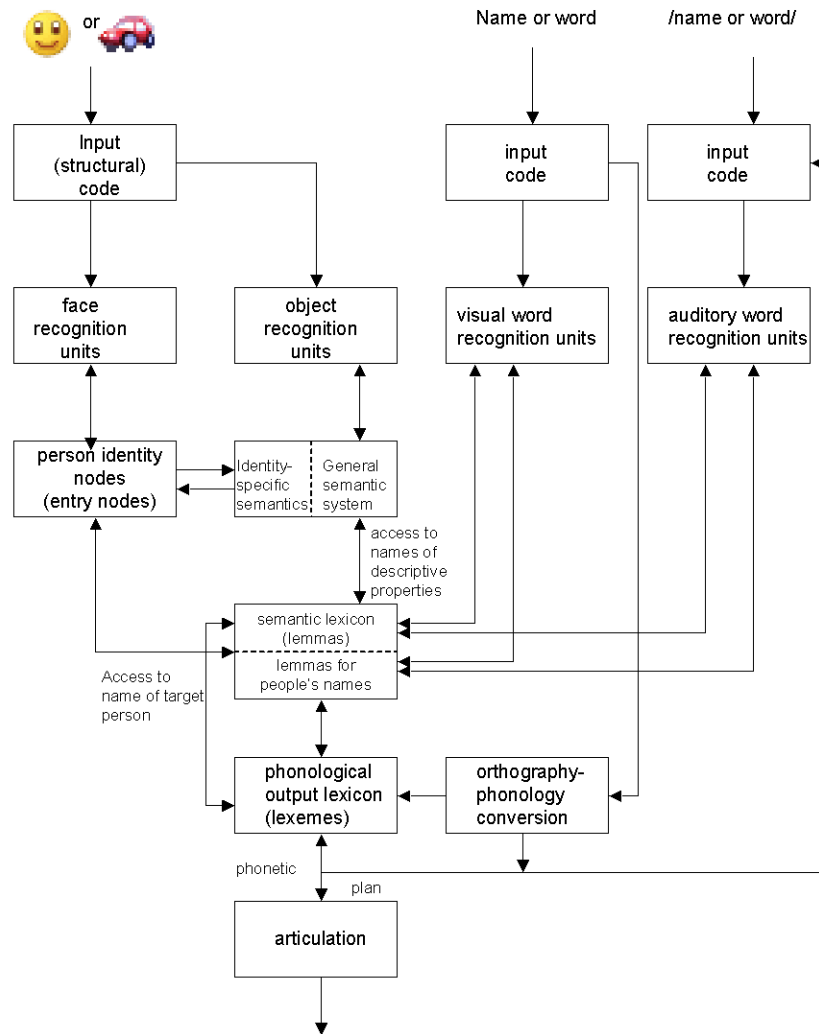 or
Name or word
/name or word/
Input
(structural)
code
input
code
input
code
face
recognition
units
object
recognition
units
visual word
recognition units
auditory word
recognition units
person identity
nodes
(entry nodes)
Identity-
specific
semantics
General
semantic
system
access to
names of
descriptive
properties
semantic lexicon
(lemmas)
lemmas for
people's names
Access to
name of target
person
phonological
output lexicon
(lexemes)
orthography-
phonology
conversion
phonetic
plan
articulation